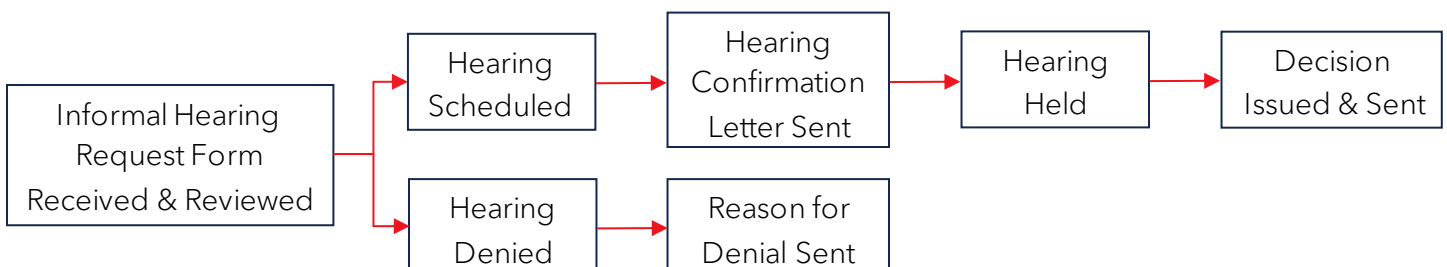 Informal Hearing
Request Form
Received & Reviewed
Hearing
Scheduled
Hearing
Confirmation
Letter Sent
Hearing
Held
Decision
Issued & Sent
Hearing
Denied
Reason for
Denial Sent